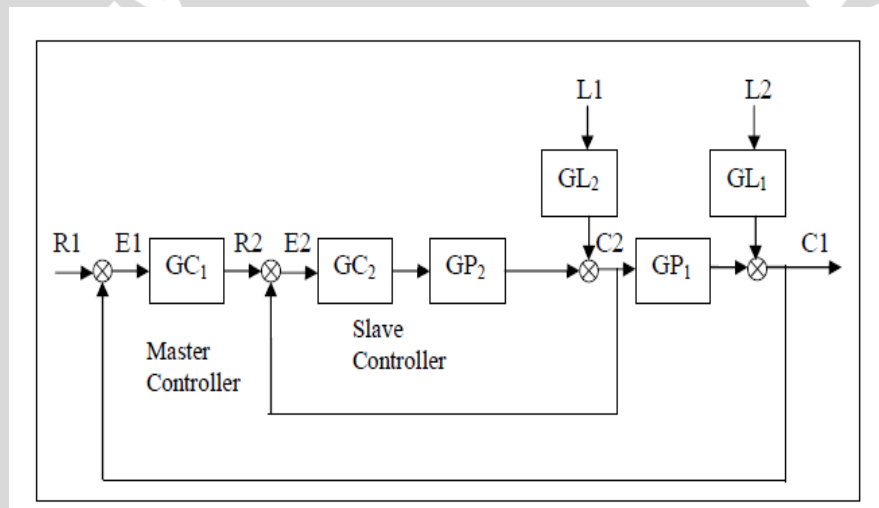 L1 L2
GL₂ GL₁
R1 E1 R2 E2 C2 C1
GC₁ GC₂ GP₂ GP₁
Master
Controller
Slave
Controller